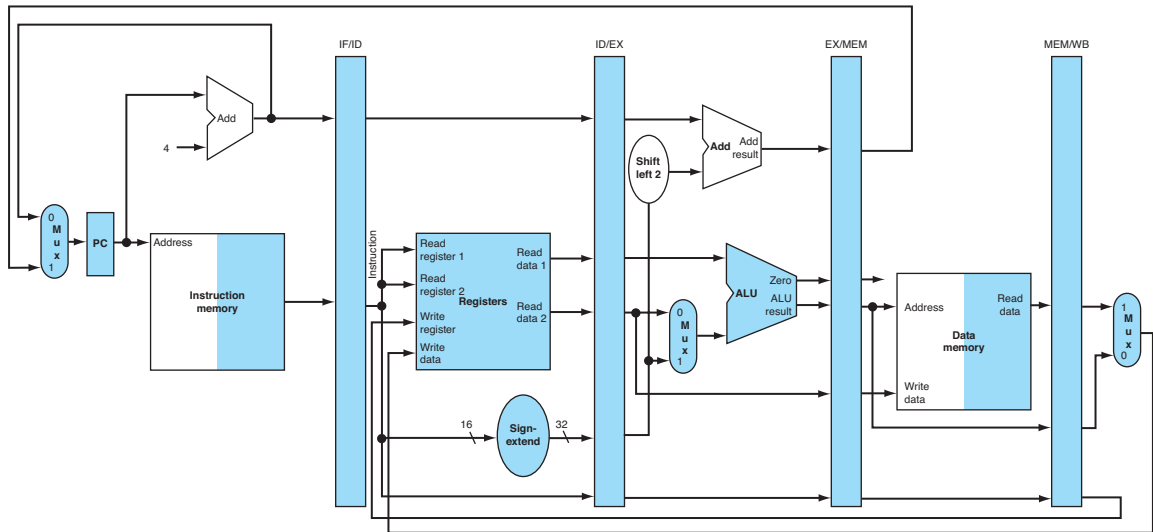 IF/ID
ID/EX
EX/MEM
MEM/WB
Add
4
Shift
left 2
Add
Add
result
0
M
u
x
1
PC
Address
Instruction
memory
Instruction
Read
register 1
Read
register 2
Write
register
Write
data
Registers
Read
data 1
Read
data 2
0
M
u
x
1
ALU
Zero
ALU
result
Address
Write
data
Data
memory
Read
data
1
M
u
x
0
16
Sign-
extend
32